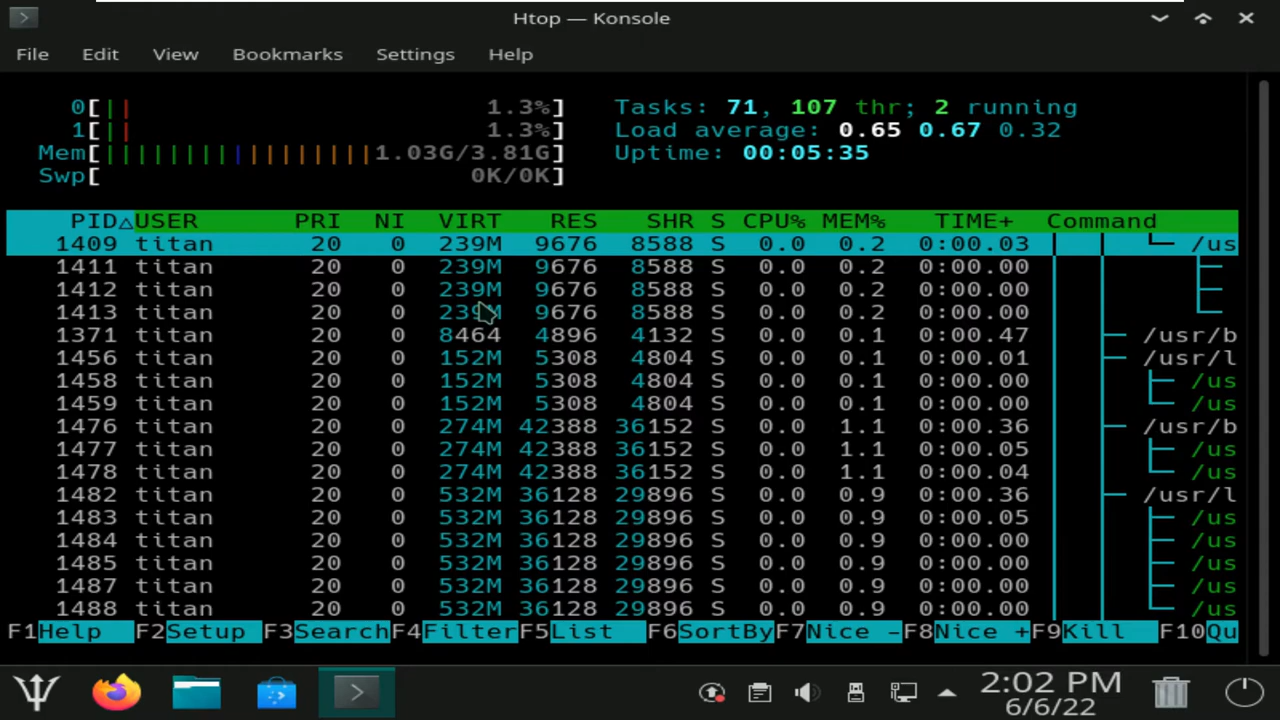 Htop — Konsole
File Edit View Bookmarks Settings Help
0[|| 1.3%] Tasks: 71, 107 thr; 2 running
1[|| 1.3%] Load average: 0.65 0.67 0.32
Mem[|||||||||||||||||1.03G/3.81G] Uptime: 00:05:35
Swp[ 0K/0K]
PID△USER PRI NI VIRT RES SHR S CPU% MEM% TIME+ Command
1409 titan 20 0 239M 9676 8588 S 0.0 0.2 0:00.03 │ │ └─ /us
1411 titan 20 0 239M 9676 8588 S 0.0 0.2 0:00.00 │ │ ├─
1412 titan 20 0 239M 9676 8588 S 0.0 0.2 0:00.00 │ │ ├─
1413 titan 20 0 239M 9676 8588 S 0.0 0.2 0:00.00 │ │ └─
1371 titan 20 0 8464 4896 4132 S 0.0 0.1 0:00.47 │ ├─ /usr/b
1456 titan 20 0 152M 5308 4804 S 0.0 0.1 0:00.01 │ ├─ /usr/l
1458 titan 20 0 152M 5308 4804 S 0.0 0.1 0:00.00 │ │ ├─ /us
1459 titan 20 0 152M 5308 4804 S 0.0 0.1 0:00.00 │ │ └─ /us
1476 titan 20 0 274M 42388 36152 S 0.0 1.1 0:00.36 │ ├─ /usr/b
1477 titan 20 0 274M 42388 36152 S 0.0 1.1 0:00.05 │ │ ├─ /us
1478 titan 20 0 274M 42388 36152 S 0.0 1.1 0:00.04 │ │ └─ /us
1482 titan 20 0 532M 36128 29896 S 0.0 0.9 0:00.36 │ ├─ /usr/l
1483 titan 20 0 532M 36128 29896 S 0.0 0.9 0:00.05 │ │ ├─ /us
1484 titan 20 0 532M 36128 29896 S 0.0 0.9 0:00.00 │ │ ├─ /us
1485 titan 20 0 532M 36128 29896 S 0.0 0.9 0:00.00 │ │ ├─ /us
1487 titan 20 0 532M 36128 29896 S 0.0 0.9 0:00.00 │ │ ├─ /us
1488 titan 20 0 532M 36128 29896 S 0.0 0.9 0:00.00 │ │ └─ /us
F1Help F2Setup F3SearchF4FilterF5List F6SortByF7Nice -F8Nice +F9Kill F10Qu
2:02 PM
6/6/22